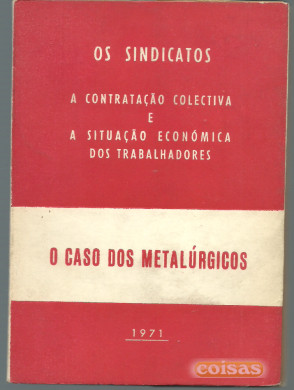 OS SINDICATOS
A CONTRATAÇÃO COLECTIVA
E
A SITUAÇÃO ECONÓMICA
DOS TRABALHADORES
O CASO DOS METALÚRGICOS
1971
coisas